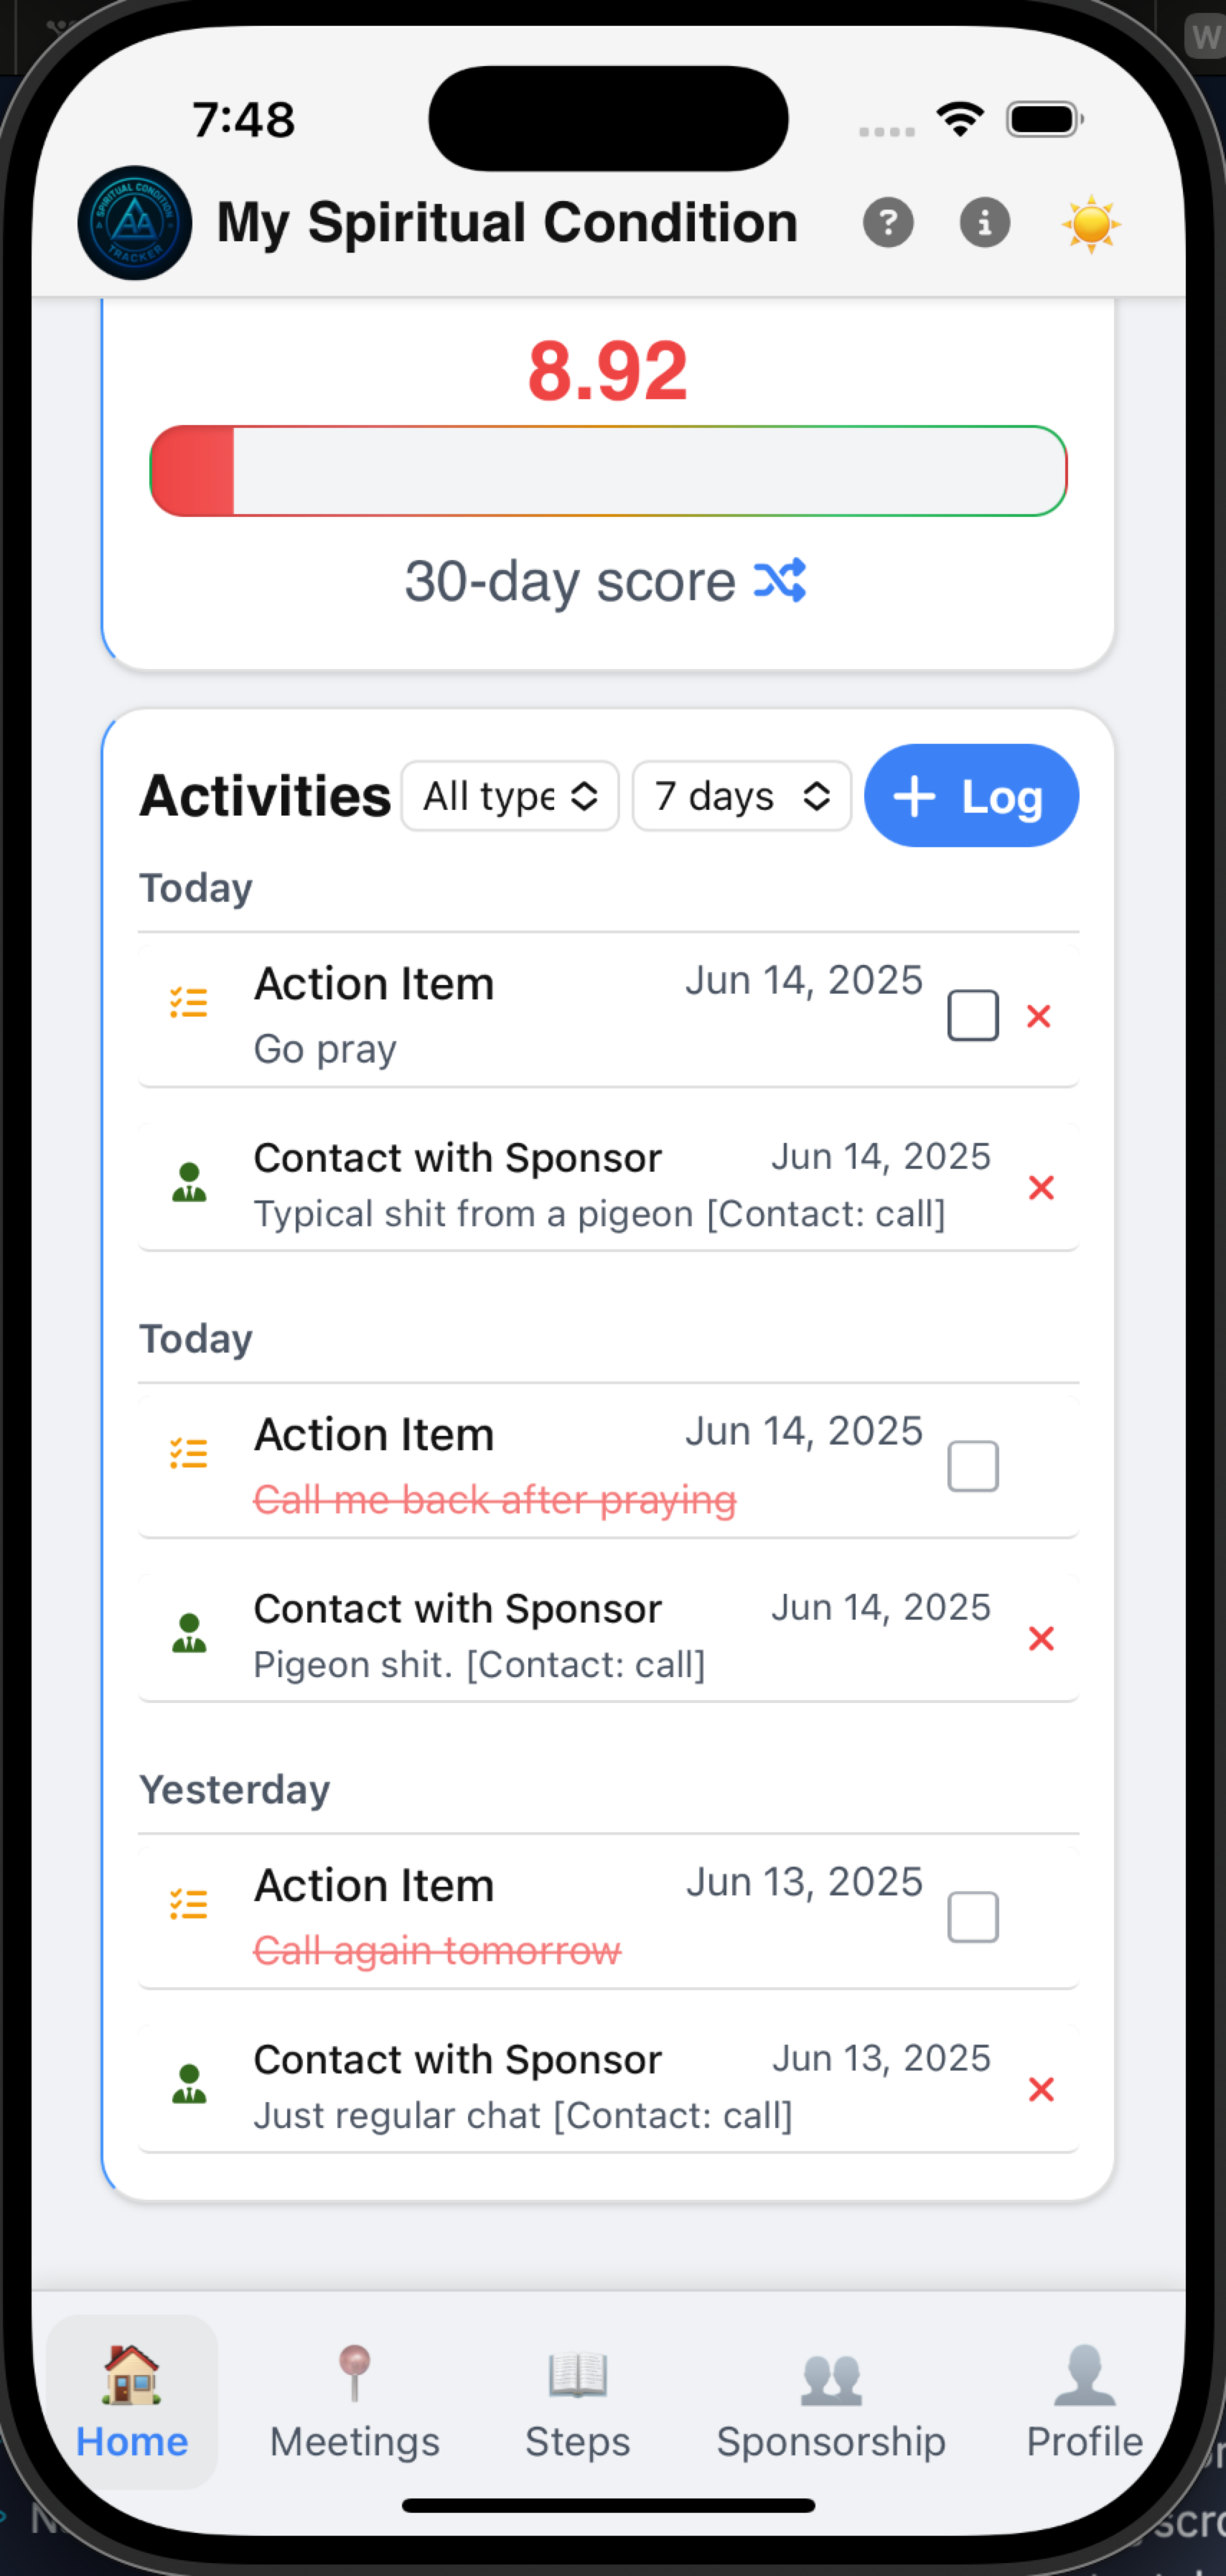 W
7:48
SPIRITUAL CONDITION
AA
TRACKER
My Spiritual Condition
8.92
30-day score
Activities All type 7 days + Log
Today
Action Item Jun 14, 2025
Go pray
Contact with Sponsor Jun 14, 2025
Typical shit from a pigeon [Contact: call]
Today
Action Item Jun 14, 2025
Call me back after praying
Contact with Sponsor Jun 14, 2025
Pigeon shit. [Contact: call]
Yesterday
Action Item Jun 13, 2025
Call again tomorrow
Contact with Sponsor Jun 13, 2025
Just regular chat [Contact: call]
Home Meetings Steps Sponsorship Profile